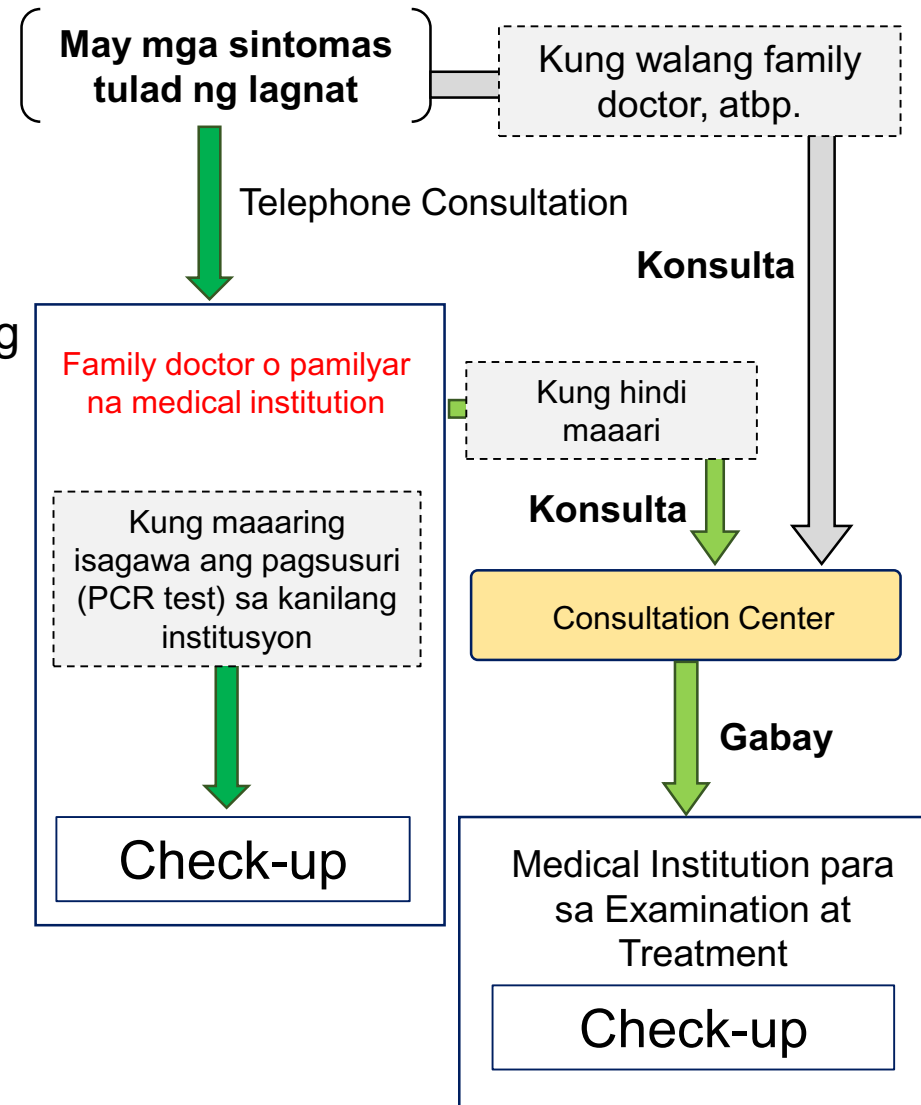 May mga sintomas
tulad ng lagnat
Kung walang family
doctor, atbp.
Telephone Consultation
Konsulta
g
Family doctor o pamilyar
na medical institution
Kung hindi
maaari
Kung maaaring
isagawa ang pagsusuri
(PCR test) sa kanilang
institusyon
Konsulta
Consultation Center
Gabay
Check-up
Medical Institution para
sa Examination at
Treatment
Check-up